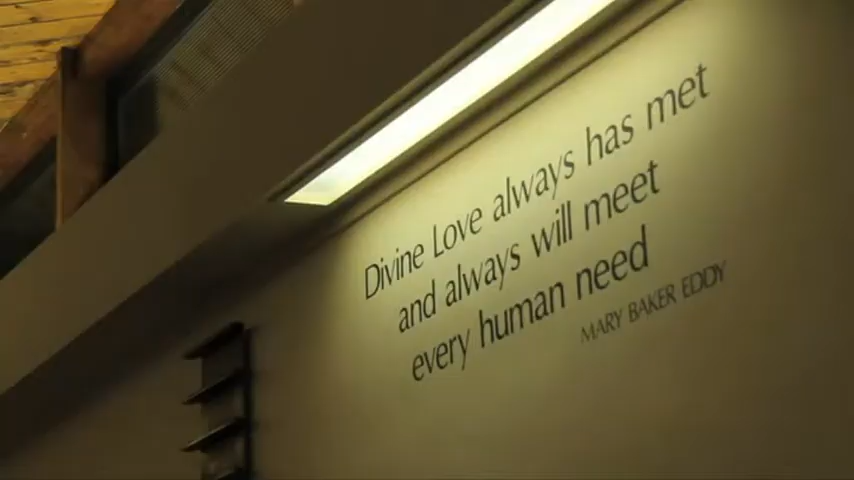 Divine Love always has met
and always will meet
every human need
MARY BAKER EDDY